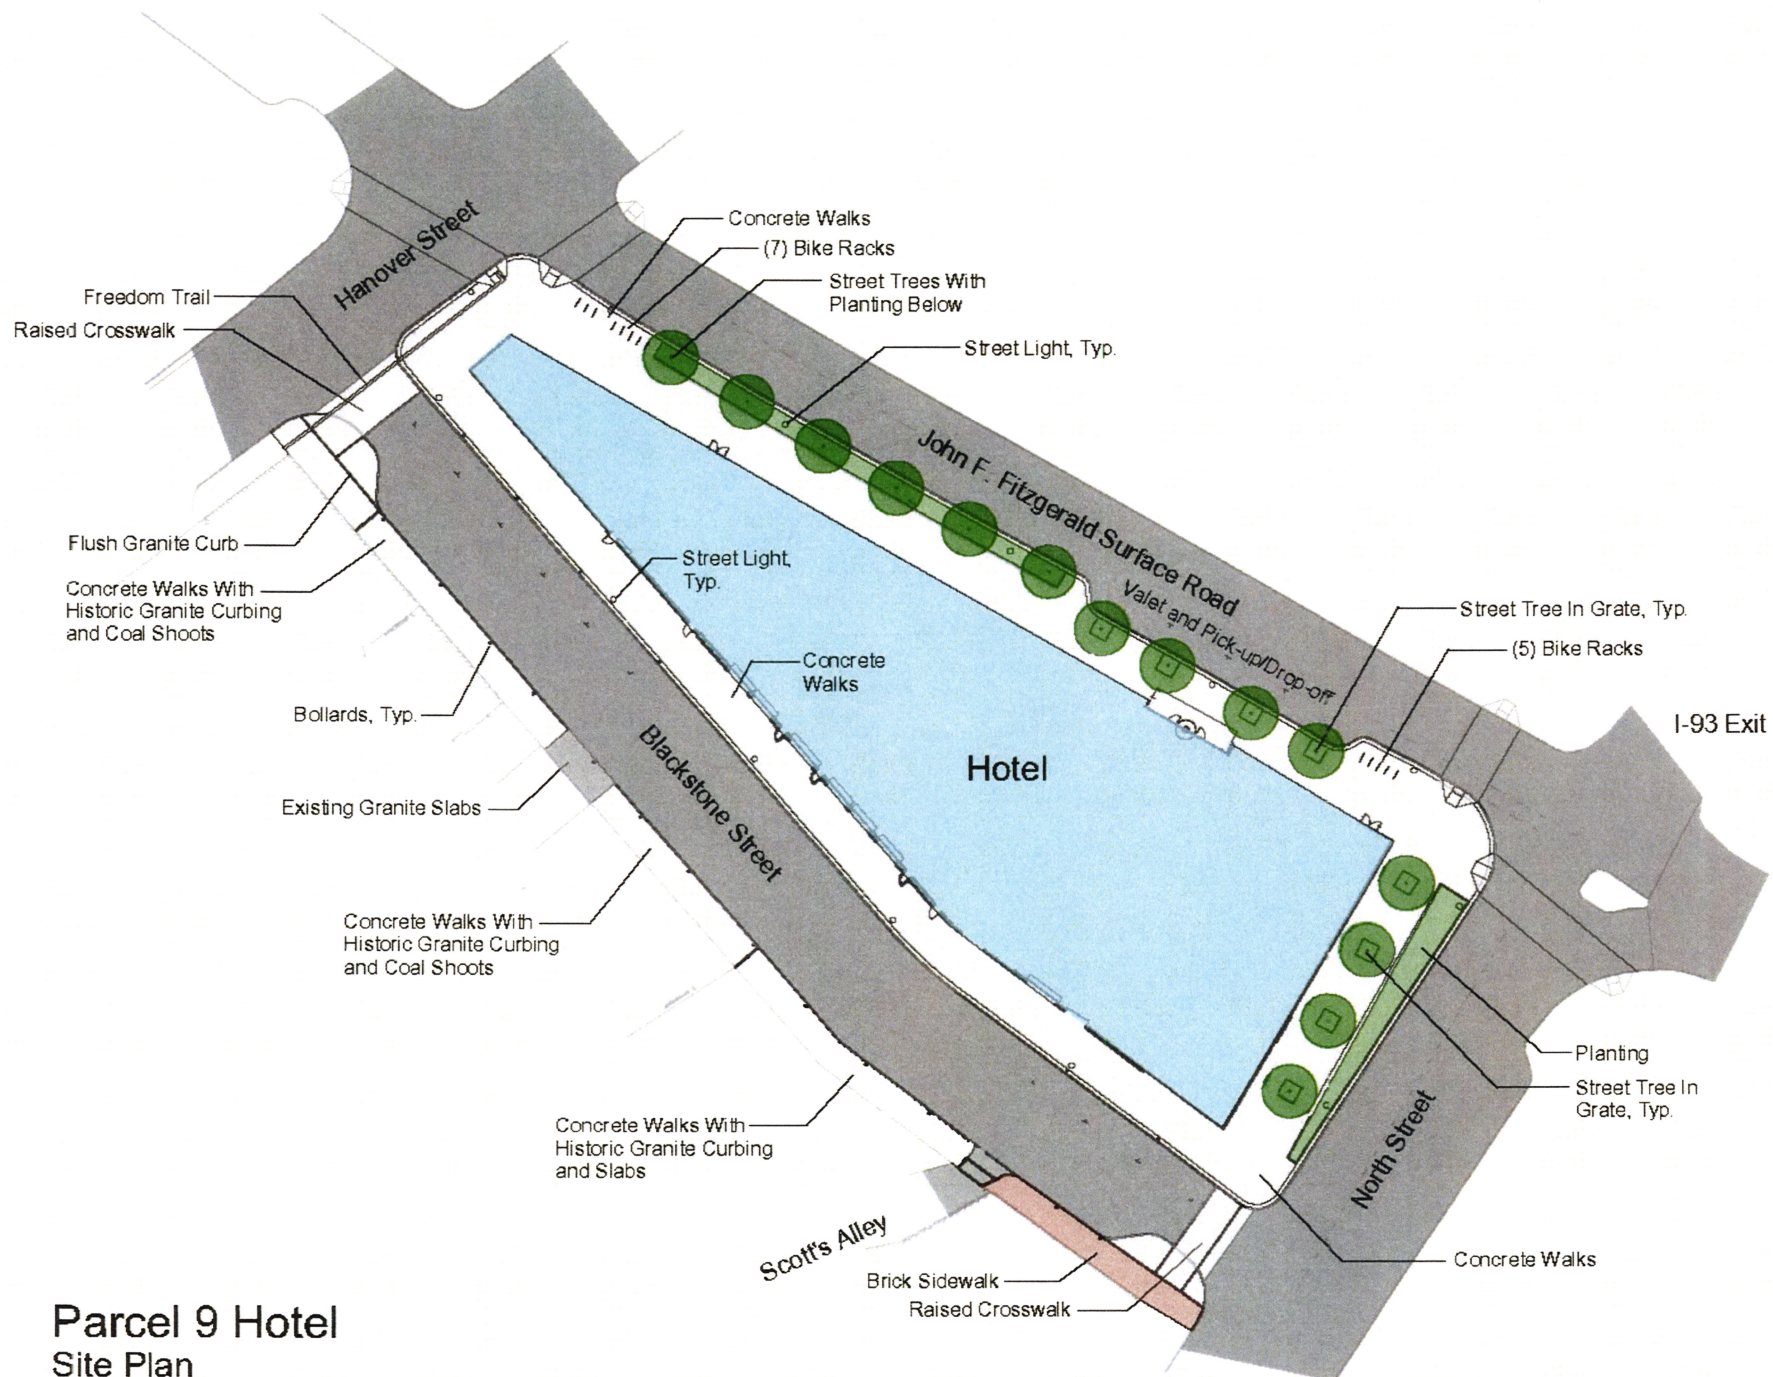 Hanover Street
Concrete Walks
(7) Bike Racks
Street Trees With
Planting Below
Freedom Trail
Raised Crosswalk
Street Light, Typ.
John F. Fitzgerald Surface Road
Valet and Pick-up/Drop-off
Flush Granite Curb
Concrete Walks With
Historic Granite Curbing
and Coal Shoots
Street Light,
Typ.
Street Tree In Grate, Typ.
(5) Bike Racks
Concrete
Walks
Bollards, Typ.
I-93 Exit
Blackstone Street
Hotel
Existing Granite Slabs
Concrete Walks With
Historic Granite Curbing
and Coal Shoots
Planting
Street Tree In
Grate, Typ.
Concrete Walks With
Historic Granite Curbing
and Slabs
North Street
Scott's Alley
Concrete Walks
Brick Sidewalk
Raised Crosswalk
Parcel 9 Hotel
Site Plan